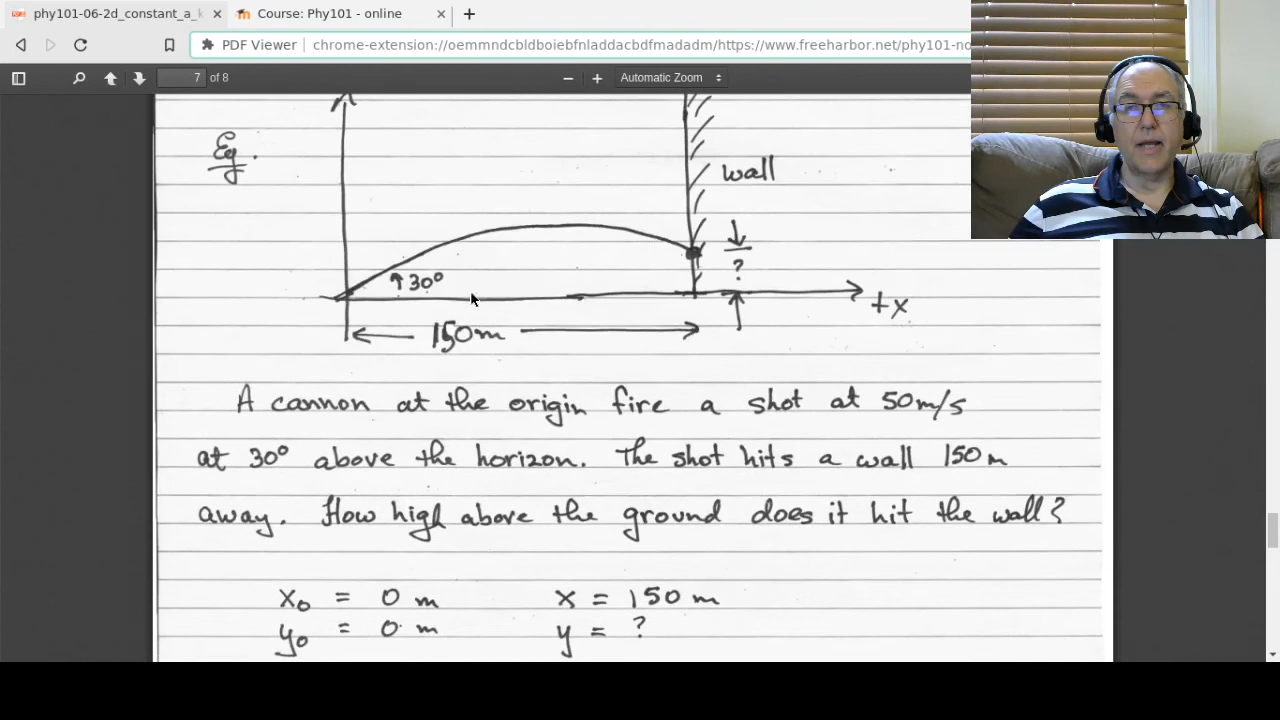 phy101-06-2d_constant_a_k
Course: Phy101 - online
PDF Viewer
chrome-extension://oemmndcbldboiebfnladdacbdfmadadm/https://www.freeharbor.net/phy101-no
7 of 8
Automatic Zoom
Eg.
wall
?
30°
+x
150m
A cannon at the origin fire a shot at 50m/s
at 30° above the horizon. The shot hits a wall 150m
away. How high above the ground does it hit the wall?
x₀ = 0 m x = 150 m
y₀ = 0 m y = ?